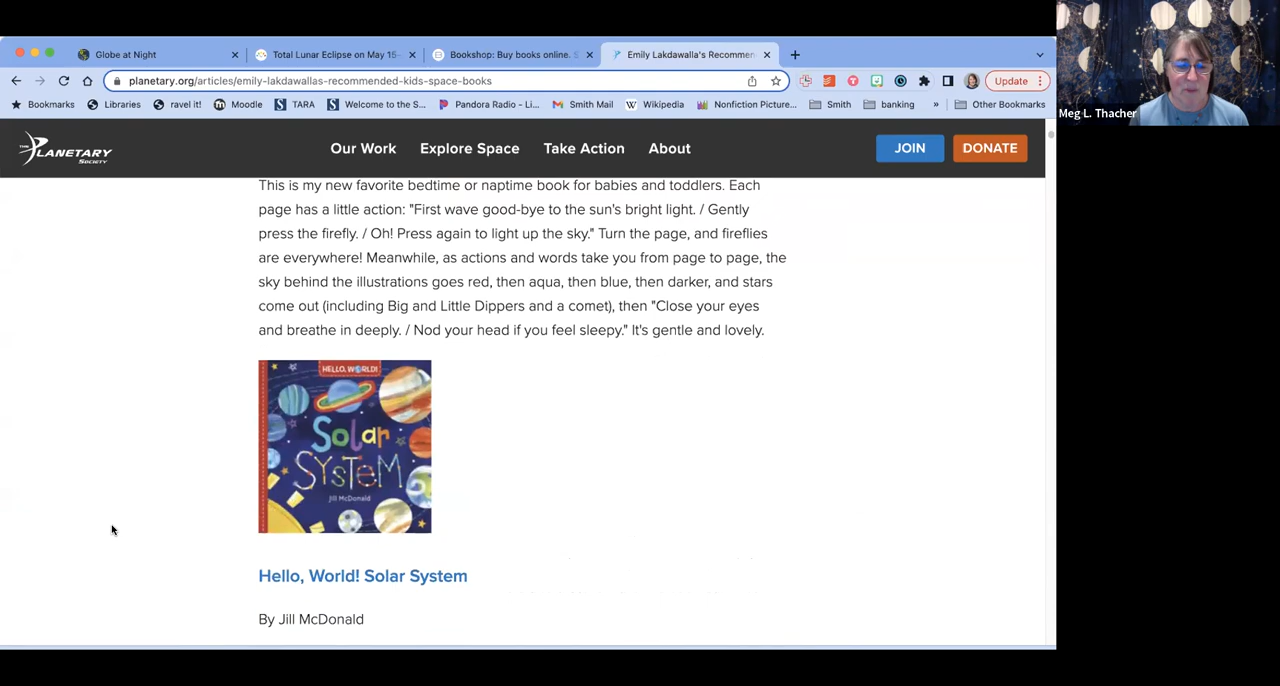 Globe at Night
Total Lunar Eclipse on May 15-
Bookshop: Buy books online. S
Emily Lakdawalla's Recommen
planetary.org/articles/emily-lakdawallas-recommended-kids-space-books
Update
Bookmarks
Libraries
ravel it!
Moodle
TARA
Welcome to the S...
Pandora Radio - Li...
Smith Mail
Wikipedia
Nonfiction Picture...
Smith
banking
»
Other Bookmarks
Meg L. Thacher
THE PLANETARY SOCIETY
Our Work
Explore Space
Take Action
About
JOIN
DONATE
This is my new favorite bedtime or naptime book for babies and toddlers. Each
page has a little action: "First wave good-bye to the sun's bright light. / Gently
press the firefly. / Oh! Press again to light up the sky." Turn the page, and fireflies
are everywhere! Meanwhile, as actions and words take you from page to page, the
sky behind the illustrations goes red, then aqua, then blue, then darker, and stars
come out (including Big and Little Dippers and a comet), then "Close your eyes
and breathe in deeply. / Nod your head if you feel sleepy." It's gentle and lovely.
HELLO, WORLD!
Solar
SYSTEM
Jill McDonald
Hello, World! Solar System
By Jill McDonald